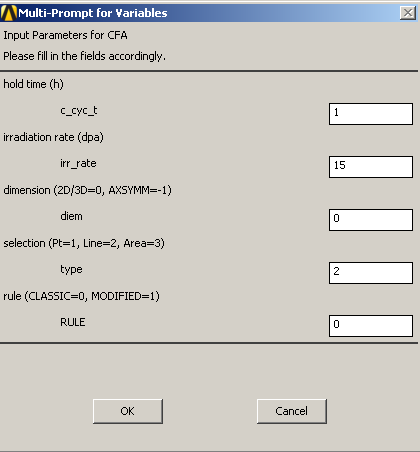 Multi-Prompt for Variables
Input Parameters for CFA
Please fill in the fields accordingly.
hold time (h)
c_cyc_t 1
irradiation rate (dpa)
irr_rate 15
dimension (2D/3D=0, AXSYMM=-1)
diem 0
selection (Pt=1, Line=2, Area=3)
type 2
rule (CLASSIC=0, MODIFIED=1)
RULE 0
OK Cancel